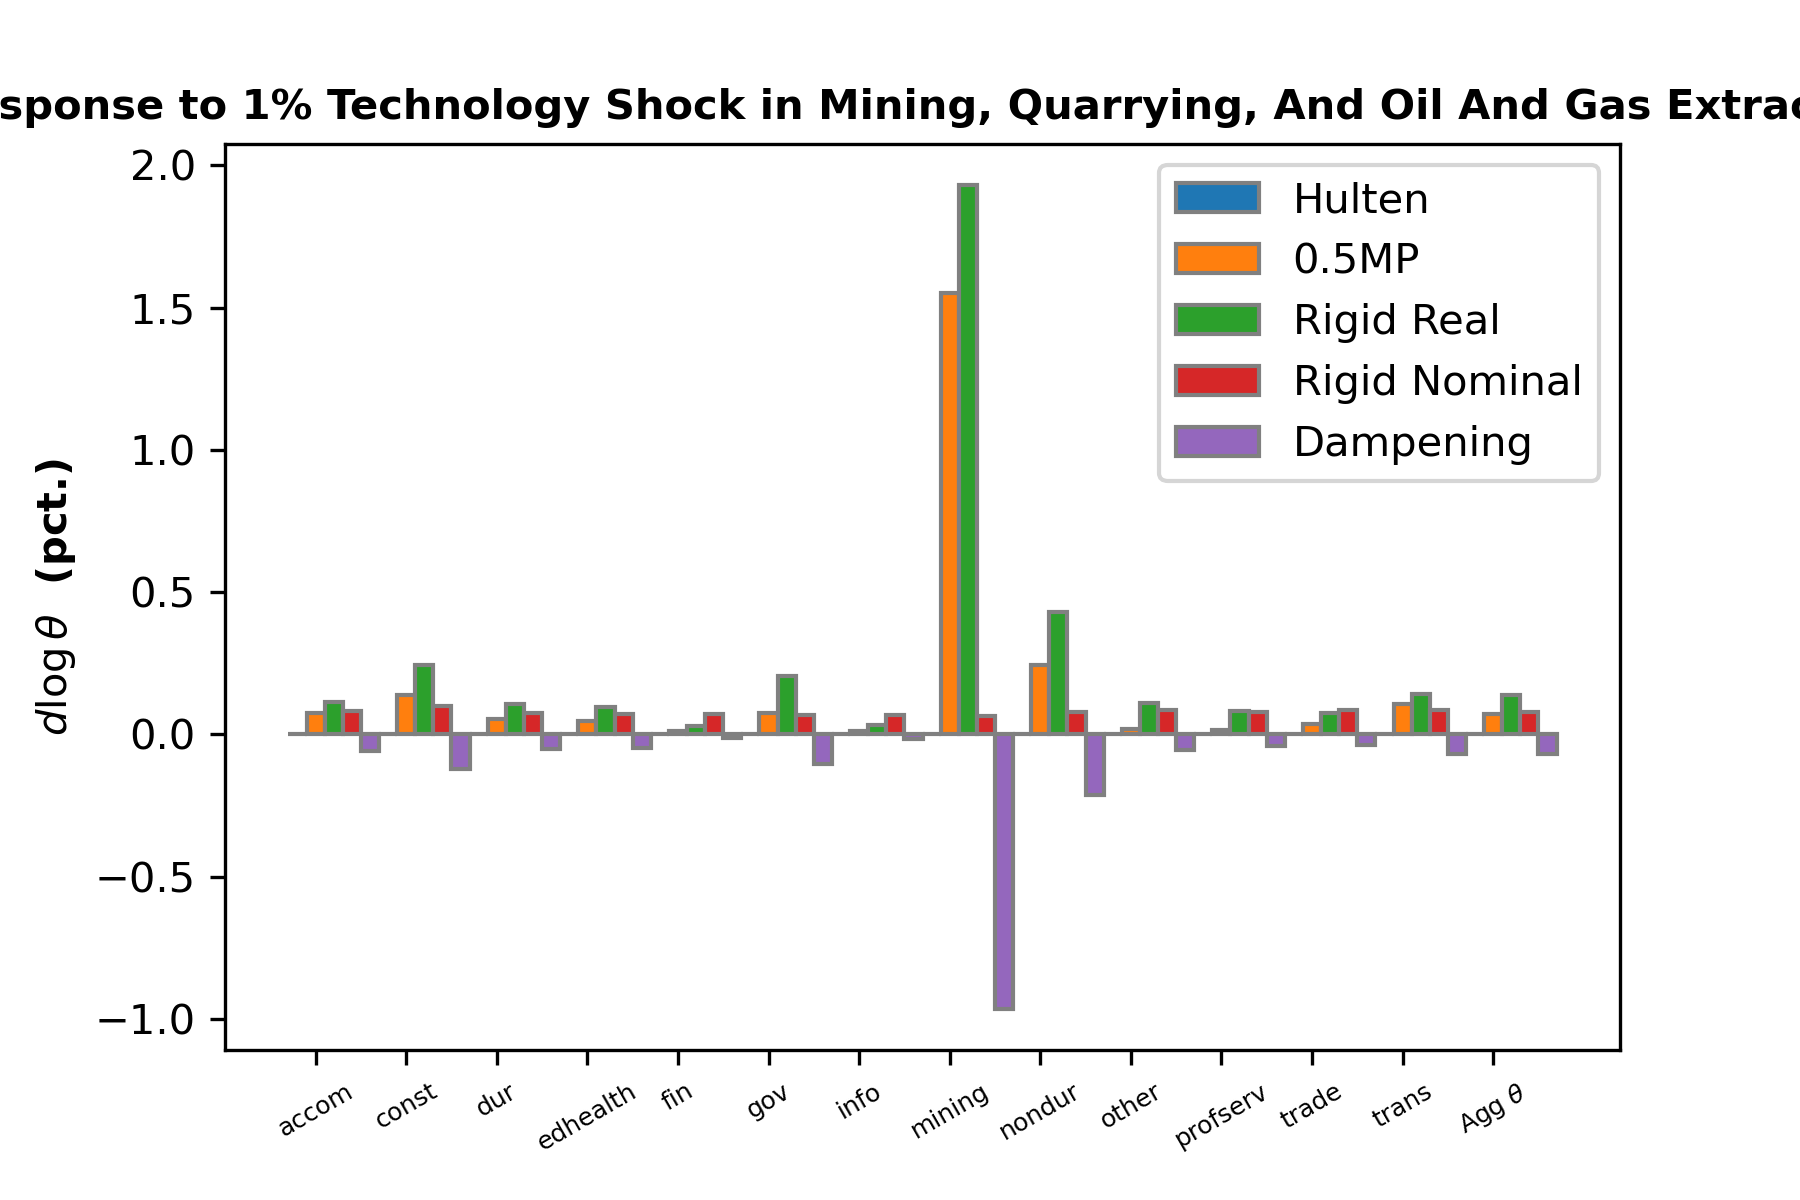 sponse to 1% Technology Shock in Mining, Quarrying, And Oil And Gas Extrac
2.0
1.5
1.0
0.5
0.0
−0.5
−1.0
dlog θ (pct.)
Hulten
0.5MP
Rigid Real
Rigid Nominal
Dampening
accom
const
dur
edhealth
fin
gov
info
mining
nondur
other
profserv
trade
trans
Agg θ